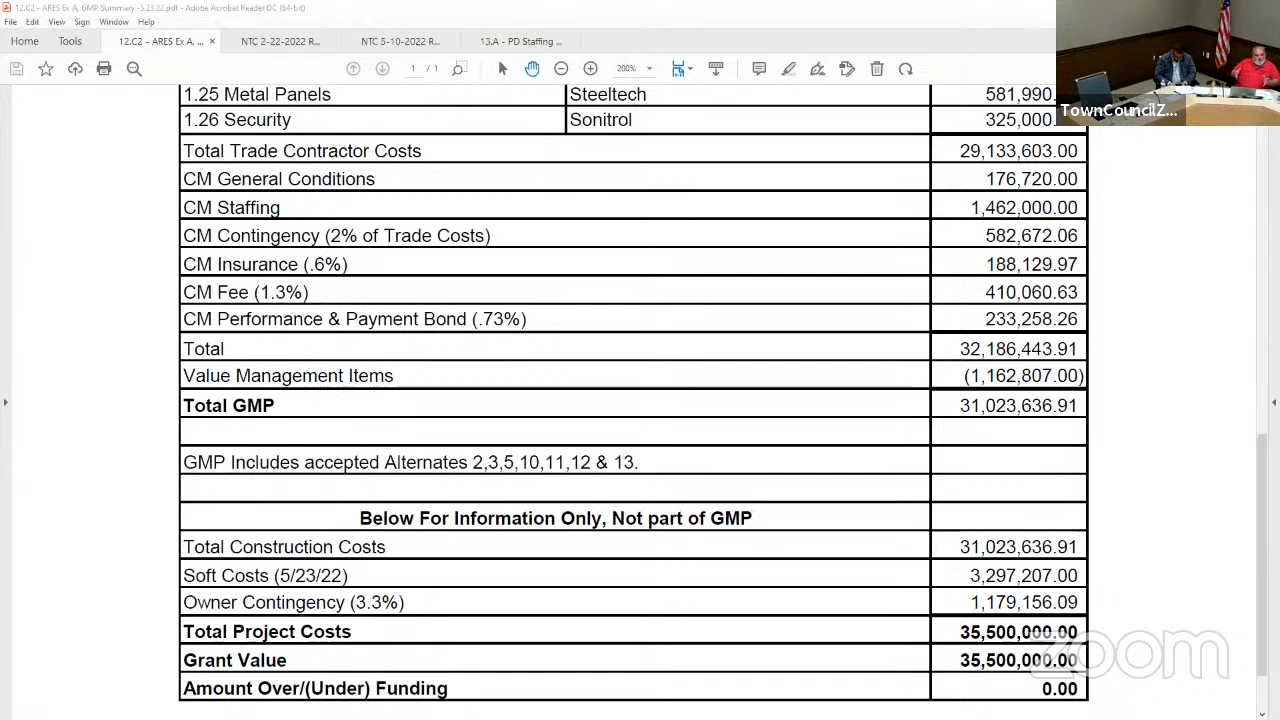 12.C2 - ARES Ex A, GMP Summary -5.23.22.pdf - Adobe Acrobat Reader DC (64-bit)
File Edit View Sign Window Help
Home Tools 12.C2 - ARES Ex A, ... × NTC 2-22-2022 R... NTC 5-10-2022 R... 13.A - PD Staffing ...
1 / 1 200%
TownCouncilZ...
1.25 Metal Panels Steeltech 581,990.
1.26 Security Sonitrol 325,000.
Total Trade Contractor Costs 29,133,603.00
CM General Conditions 176,720.00
CM Staffing 1,462,000.00
CM Contingency (2% of Trade Costs) 582,672.06
CM Insurance (.6%) 188,129.97
CM Fee (1.3%) 410,060.63
CM Performance & Payment Bond (.73%) 233,258.26
Total 32,186,443.91
Value Management Items (1,162,807.00)
Total GMP 31,023,636.91
GMP Includes accepted Alternates 2,3,5,10,11,12 & 13.
Below For Information Only, Not part of GMP
Total Construction Costs 31,023,636.91
Soft Costs (5/23/22) 3,297,207.00
Owner Contingency (3.3%) 1,179,156.09
Total Project Costs 35,500,000.00
Grant Value 35,500,000.00
Amount Over/(Under) Funding 0.00
zoom